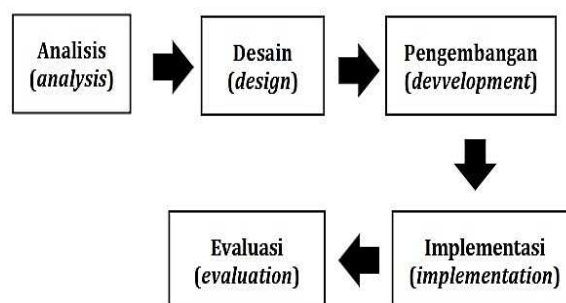 Analisis
(analysis)
Desain
(design)
Pengembangan
(devvelopment)
Evaluasi
(evaluation)
Implementasi
(implementation)